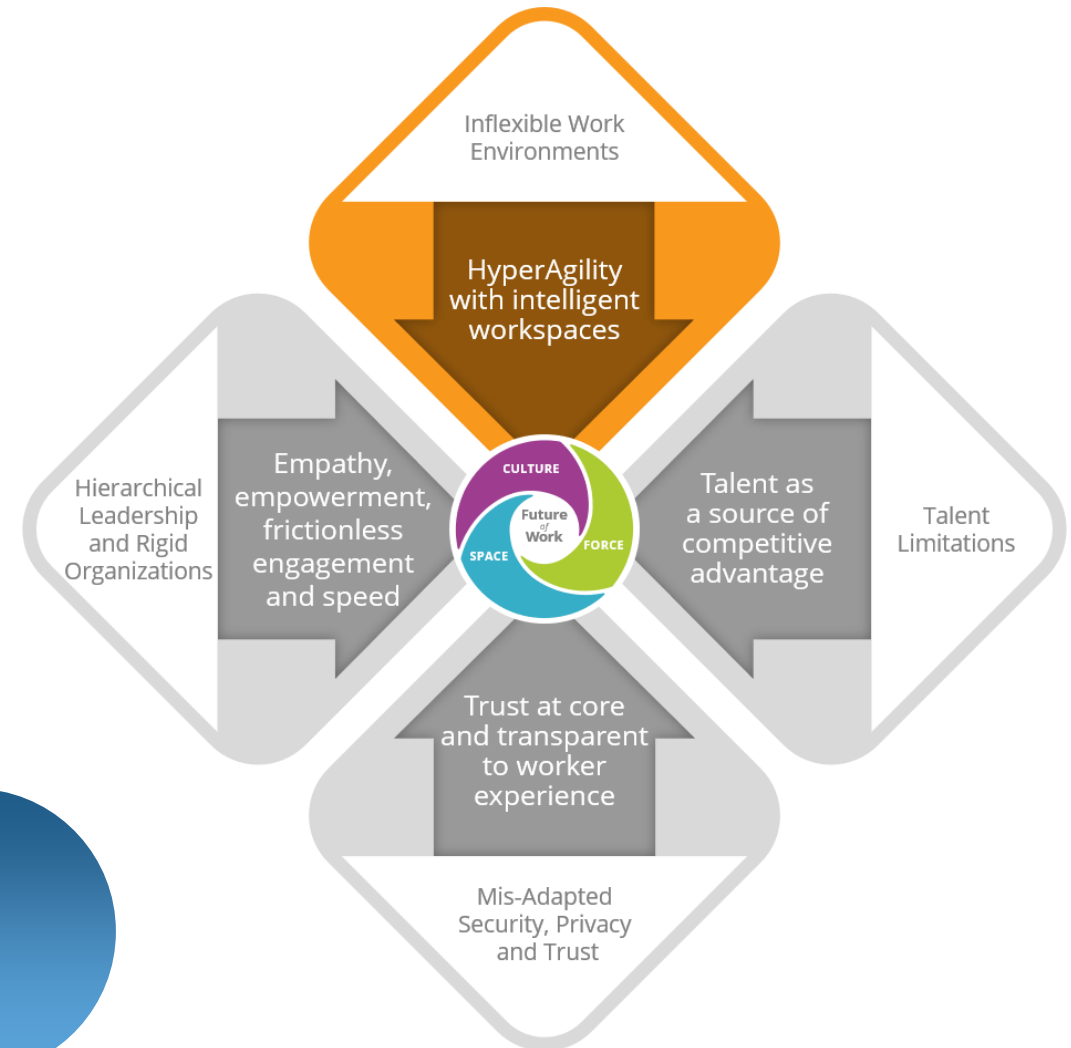 Inflexible Work
Environments
HyperAgility
with intelligent
workspaces
Hierarchical
Leadership
and Rigid
Organizations
Empathy,
empowerment,
frictionless
engagement
and speed
CULTURE
Future
of
Work
SPACE
FORCE
Talent as
a source of
competitive
advantage
Talent
Limitations
Trust at core
and transparent
to worker
experience
Mis-Adapted
Security, Privacy
and Trust